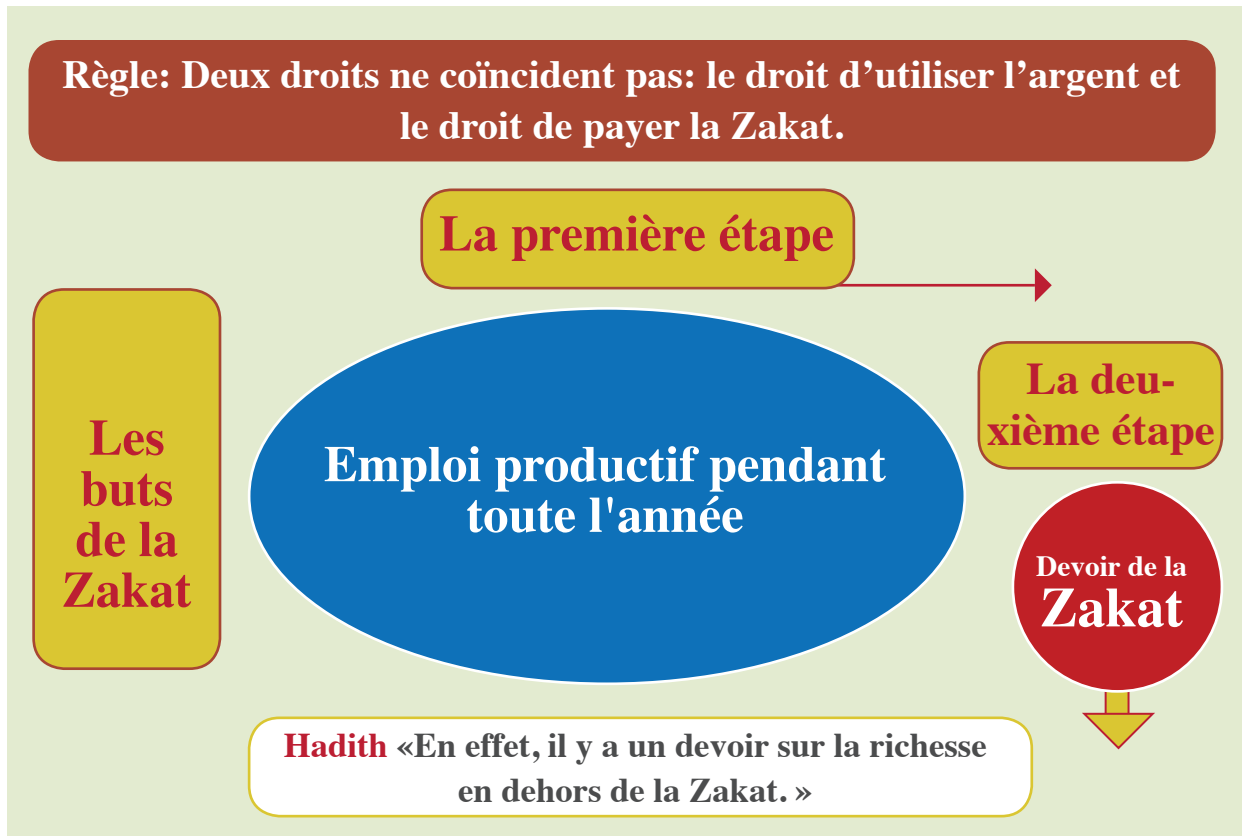 Règle: Deux droits ne coïncident pas: le droit d’utiliser l’argent et
le droit de payer la Zakat.
La première étape
Les
buts
de la
Zakat
Emploi productif pendant
toute l'année
La deu-
xième étape
Devoir de la
Zakat
Hadith «En effet, il y a un devoir sur la richesse
en dehors de la Zakat. »